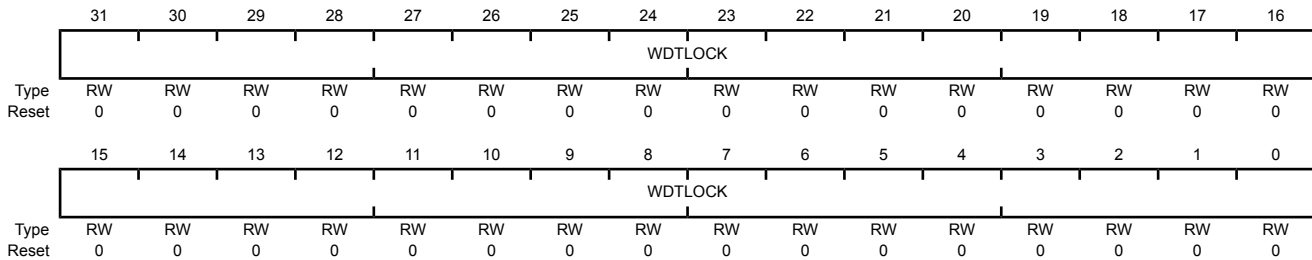 31 30 29 28 27 26 25 24 23 22 21 20 19 18 17 16
WDTLOCK
Type RW RW RW RW RW RW RW RW RW RW RW RW RW RW RW RW
Reset 0 0 0 0 0 0 0 0 0 0 0 0 0 0 0 0
15 14 13 12 11 10 9 8 7 6 5 4 3 2 1 0
WDTLOCK
Type RW RW RW RW RW RW RW RW RW RW RW RW RW RW RW RW
Reset 0 0 0 0 0 0 0 0 0 0 0 0 0 0 0 0